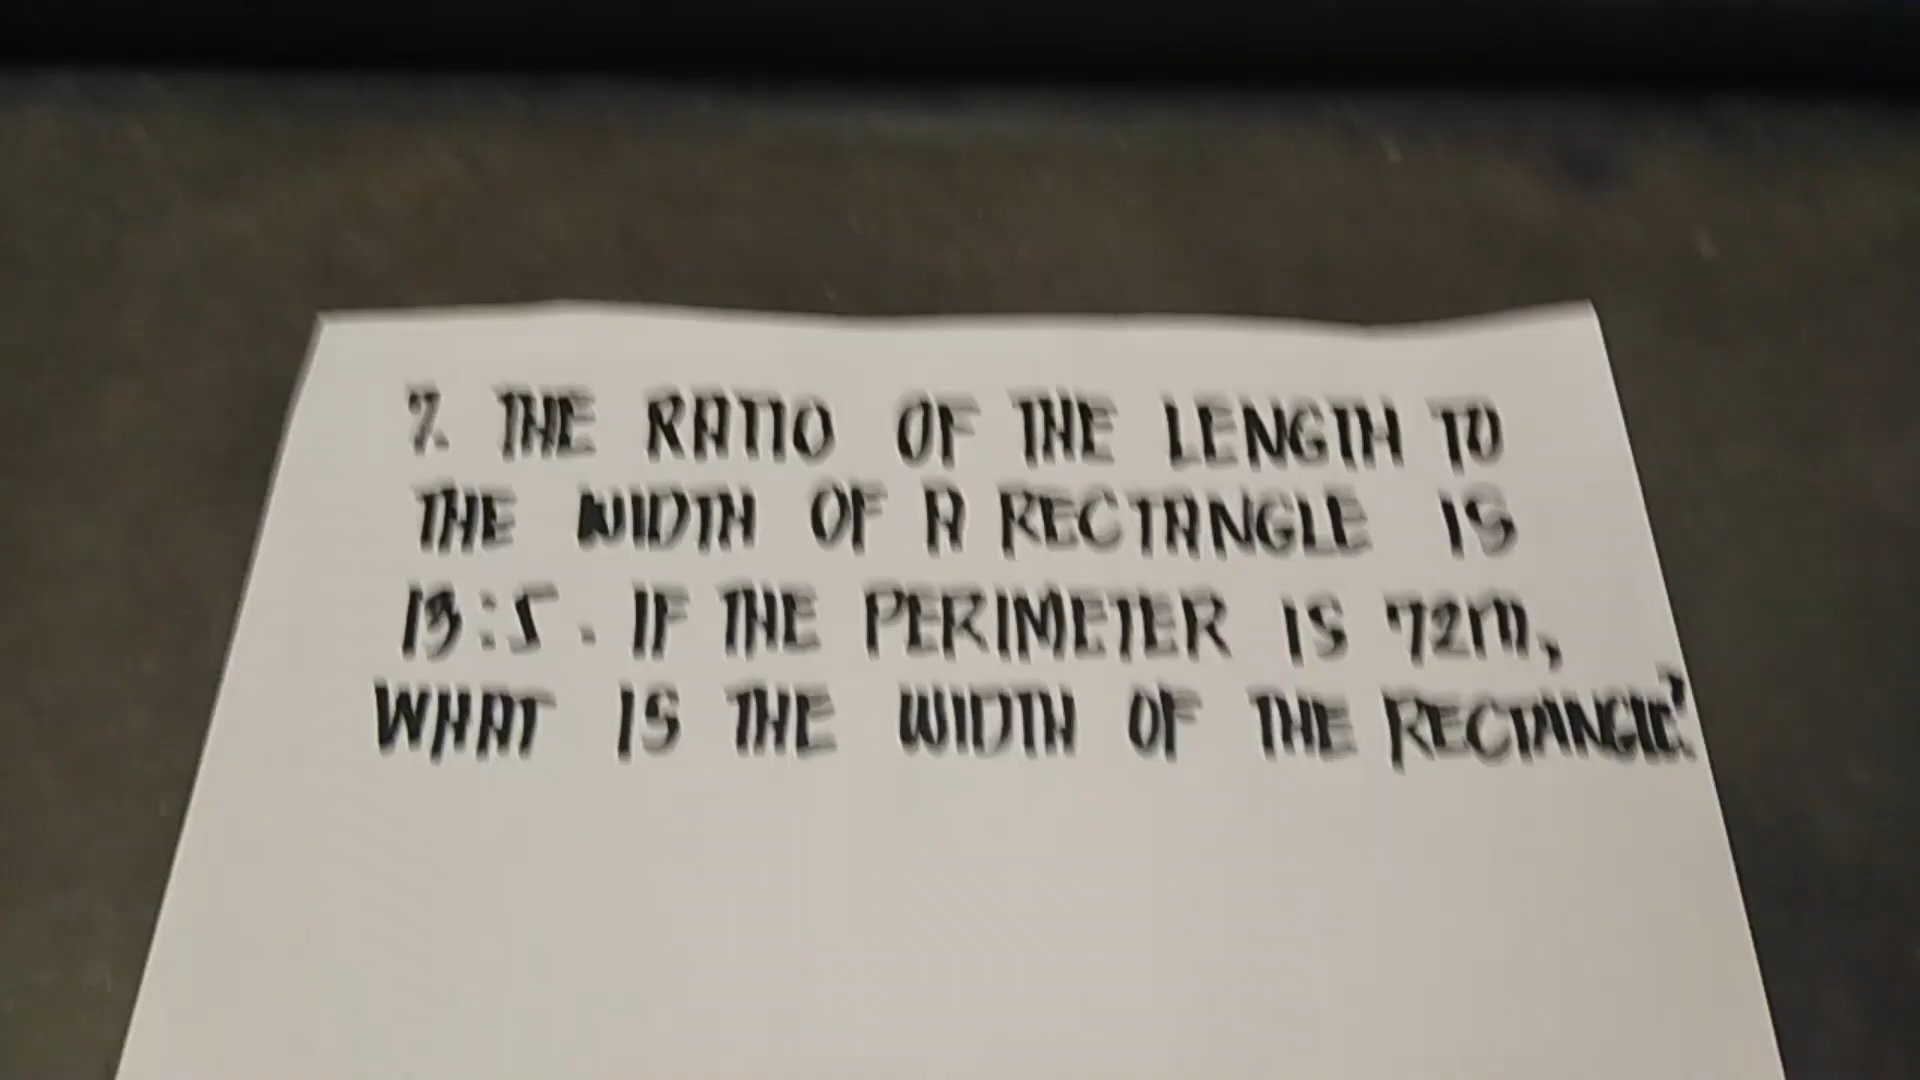 7. THE RATIO OF THE LENGTH TO
THE WIDTH OF A RECTANGLE IS
13:5. IF THE PERIMETER IS 72m,
WHAT IS THE WIDTH OF THE RECTANGLE?